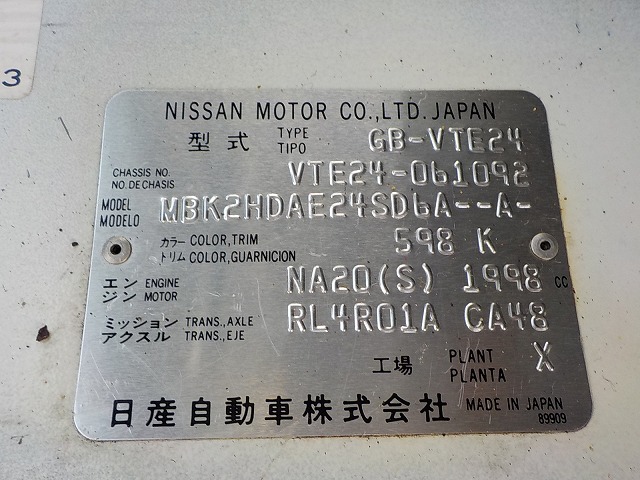 3
NISSAN MOTOR CO.,LTD. JAPAN
型式 TYPE TIPO GB-VTE24
CHASSIS NO. NO. DE CHASIS VTE24-061092
MODEL MODELO MBK2HDAE24SD6A--A-
カラー COLOR,TRIM 598 K
トリム COLOR,GUARNICION
エンジン ENGINE MOTOR NA20(S) 1998 CC
ミッション TRANS.,AXLE RL4R01A CA48
アクスル TRANS.,EJE
工場 PLANT PLANTA X
日産自動車株式会社 MADE IN JAPAN
89909